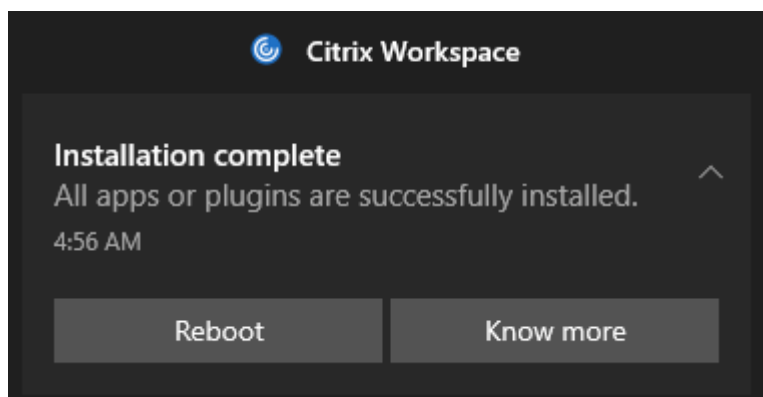 Citrix Workspace
Installation complete
All apps or plugins are successfully installed.
4:56 AM
Reboot
Know more